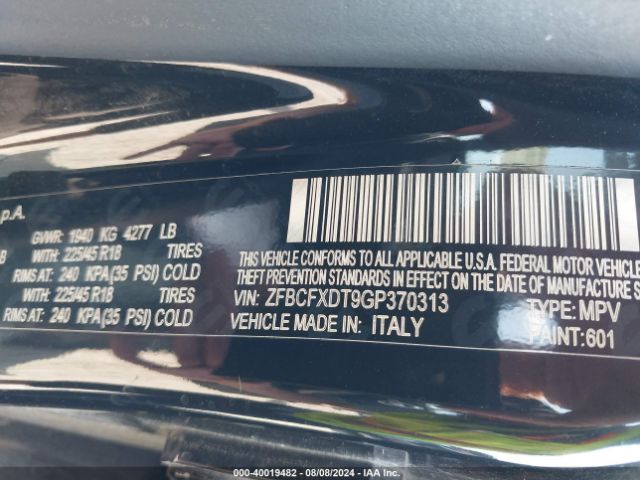 .p.A.
GVWR: 1940 KG 4277 LB
B WITH: 225/45 R18 TIRES
RIMS AT: 240 KPA(35 PSI) COLD
WITH: 225/45 R18 TIRES
RIMS AT: 240 KPA(35 PSI) COLD
THIS VEHICLE CONFORMS TO ALL APPLICABLE U.S.A. FEDERAL MOTOR VEHICLE
THEFT PREVENTION STANDARDS IN EFFECT ON THE DATE OF MANUFACTURE S
VIN: ZFBCFXDT9GP370313 TYPE: MPV
VEHICLE MADE IN: ITALY PAINT:601
000-40019482 - 08/08/2024 - IAA Inc.